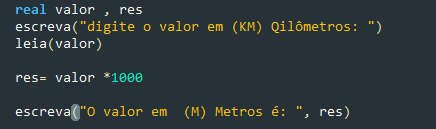 real valor , res
escreva("digite o valor em (KM) Qilômetros: ")
leia(valor)
res= valor *1000
escreva("O valor em  (M) Metros é: ", res)